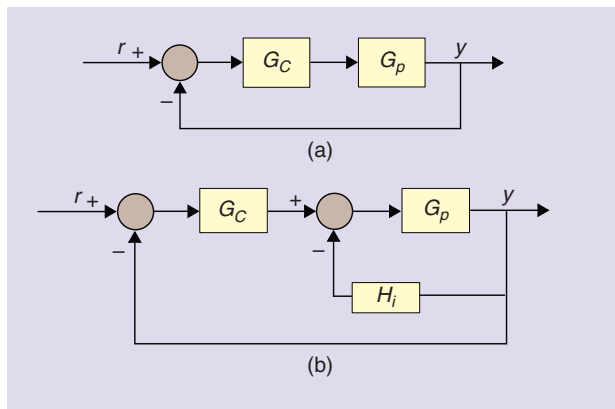 r + G_C G_p y
−
(a)
r + G_C + G_p y
− −
H_i
(b)